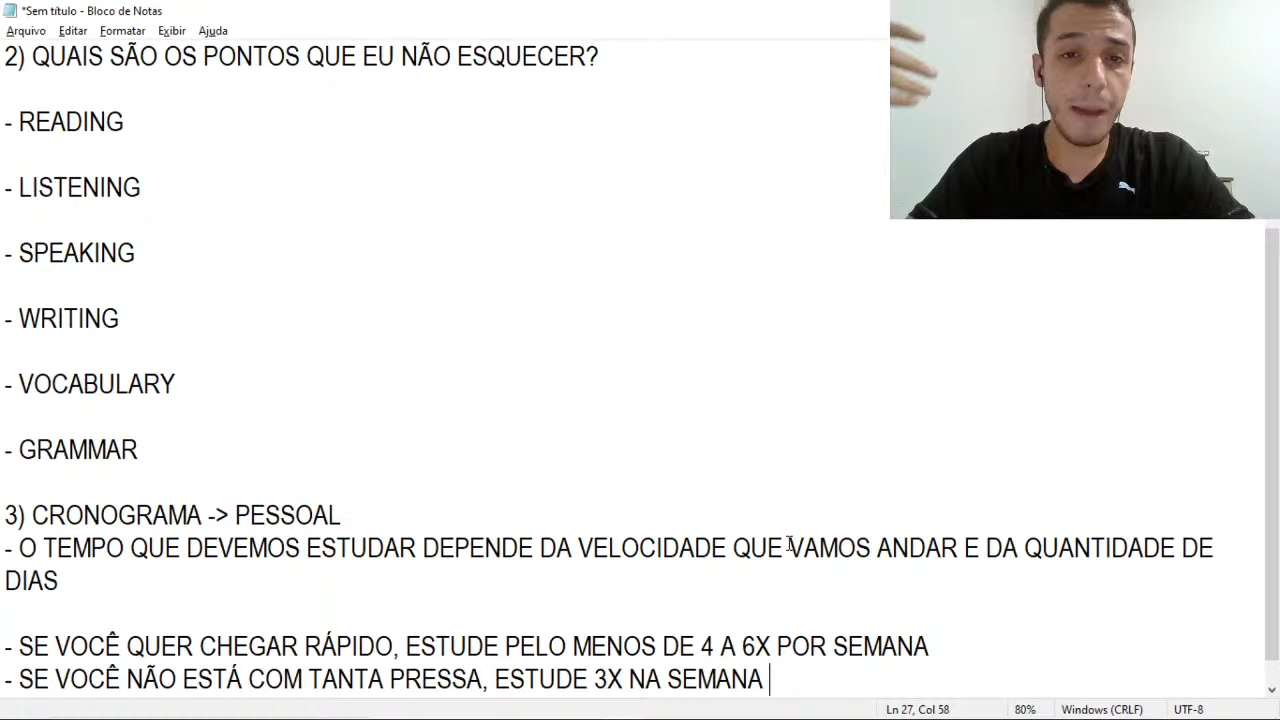 *Sem título - Bloco de Notas
Arquivo Editar Formatar Exibir Ajuda
2) QUAIS SÃO OS PONTOS QUE EU NÃO ESQUECER?
- READING
- LISTENING
- SPEAKING
- WRITING
- VOCABULARY
- GRAMMAR
3) CRONOGRAMA -> PESSOAL
- O TEMPO QUE DEVEMOS ESTUDAR DEPENDE DA VELOCIDADE QUE VAMOS ANDAR E DA QUANTIDADE DE
DIAS
- SE VOCÊ QUER CHEGAR RÁPIDO, ESTUDE PELO MENOS DE 4 A 6X POR SEMANA
- SE VOCÊ NÃO ESTÁ COM TANTA PRESSA, ESTUDE 3X NA SEMANA
Ln 27, Col 58 80% Windows (CRLF) UTF-8